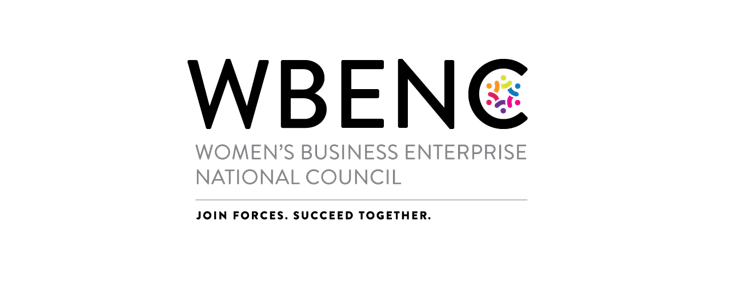 WBENC
WOMEN'S BUSINESS ENTERPRISE
NATIONAL COUNCIL
JOIN FORCES. SUCCEED TOGETHER.